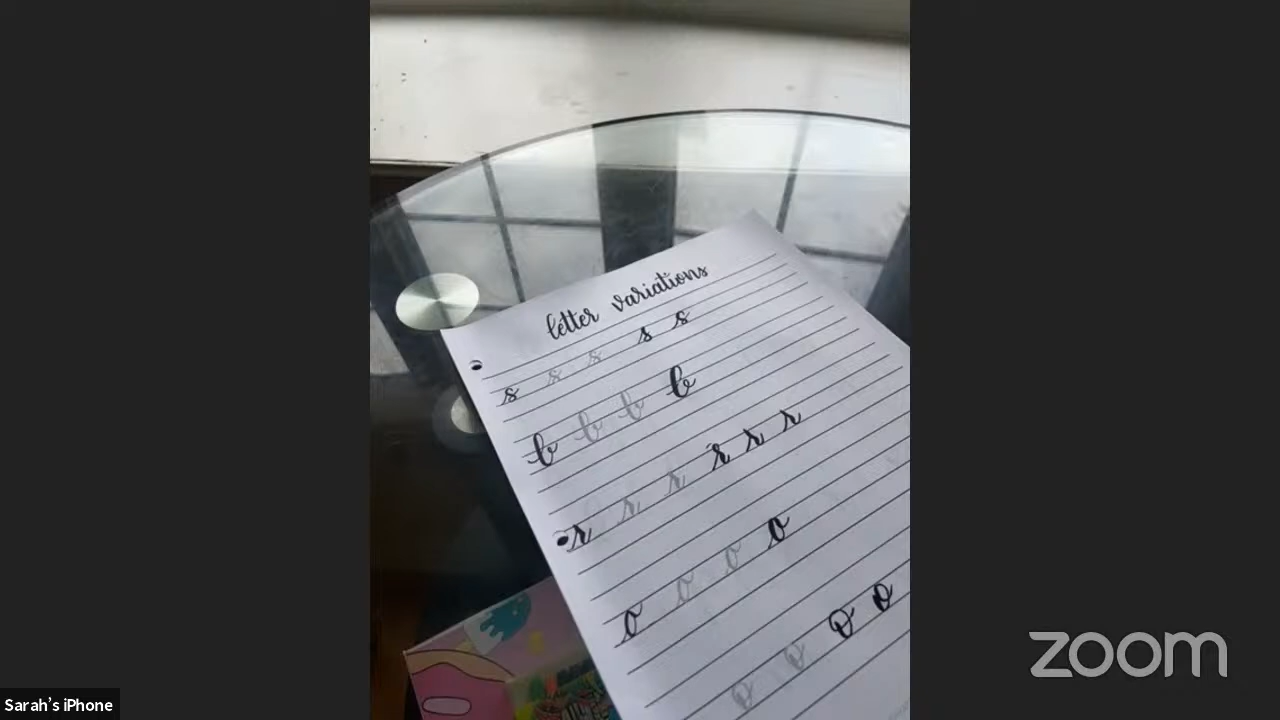 letter variations
s s s s s
b b b b
r r r r r r
o o o o
o o o o
zoom
Sarah's iPhone